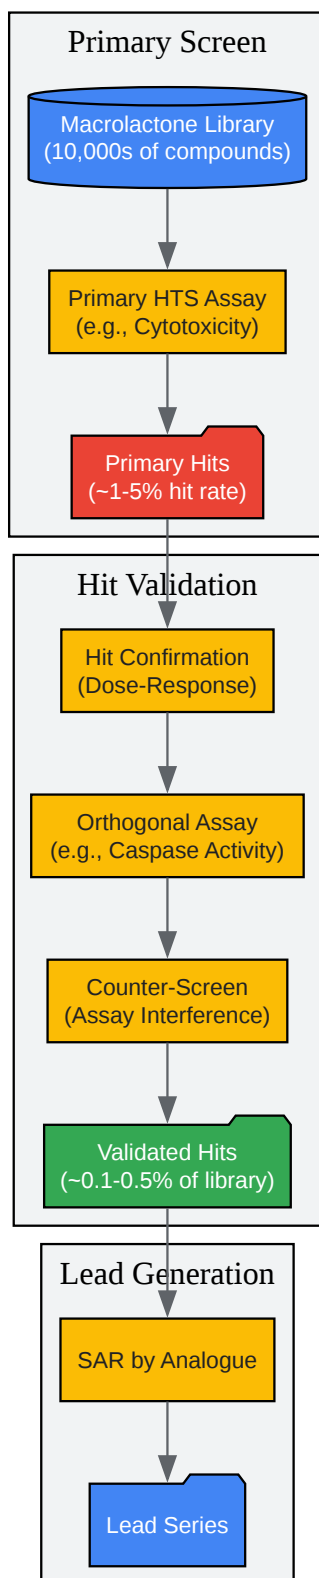 Primary Screen
Macrolactone Library
(10,000s of compounds)
Primary HTS Assay
(e.g., Cytotoxicity)
Primary Hits
(~1-5% hit rate)
Hit Validation
Hit Confirmation
(Dose-Response)
Orthogonal Assay
(e.g., Caspase Activity)
Counter-Screen
(Assay Interference)
Validated Hits
(~0.1-0.5% of library)
Lead Generation
SAR by Analogue
Lead Series